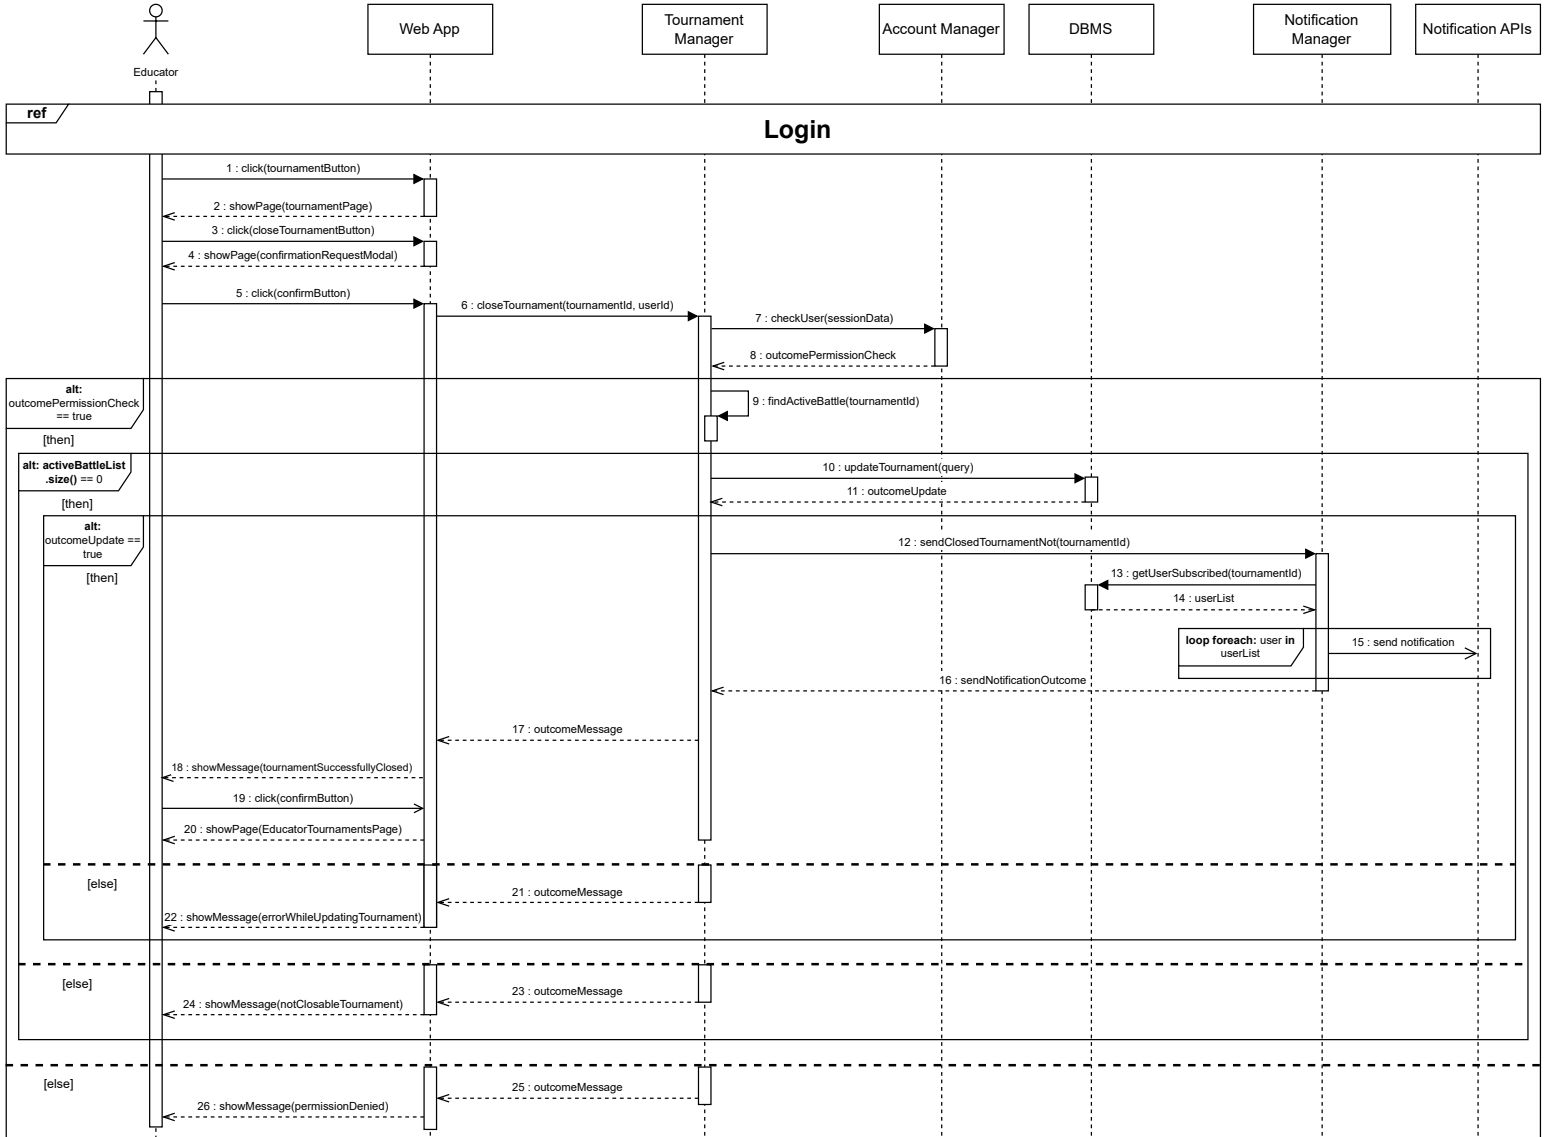 Educator
Web App
Tournament
Manager
Account Manager
DBMS
Notification
Manager
Notification APIs
ref
Login
1 : click(tournamentButton)
2 : showPage(tournamentPage)
3 : click(closeTournamentButton)
4 : showPage(confirmationRequestModal)
5 : click(confirmButton)
6 : closeTournament(tournamentId, userId)
7 : checkUser(sessionData)
8 : outcomePermissionCheck
alt:
outcomePermissionCheck
== true
[then]
9 : findActiveBattle(tournamentId)
alt: activeBattleList
.size() == 0
[then]
10 : updateTournament(query)
11 : outcomeUpdate
alt:
outcomeUpdate ==
true
[then]
12 : sendClosedTournamentNot(tournamentId)
13 : getUserSubscribed(tournamentId)
14 : userList
loop foreach: user in
userList
15 : send notification
16 : sendNotificationOutcome
17 : outcomeMessage
18 : showMessage(tournamentSuccessfullyClosed)
19 : click(confirmButton)
20 : showPage(EducatorTournamentsPage)
[else]
21 : outcomeMessage
22 : showMessage(errorWhileUpdatingTournament)
[else]
23 : outcomeMessage
24 : showMessage(notClosableTournament)
[else]
25 : outcomeMessage
26 : showMessage(permissionDenied)